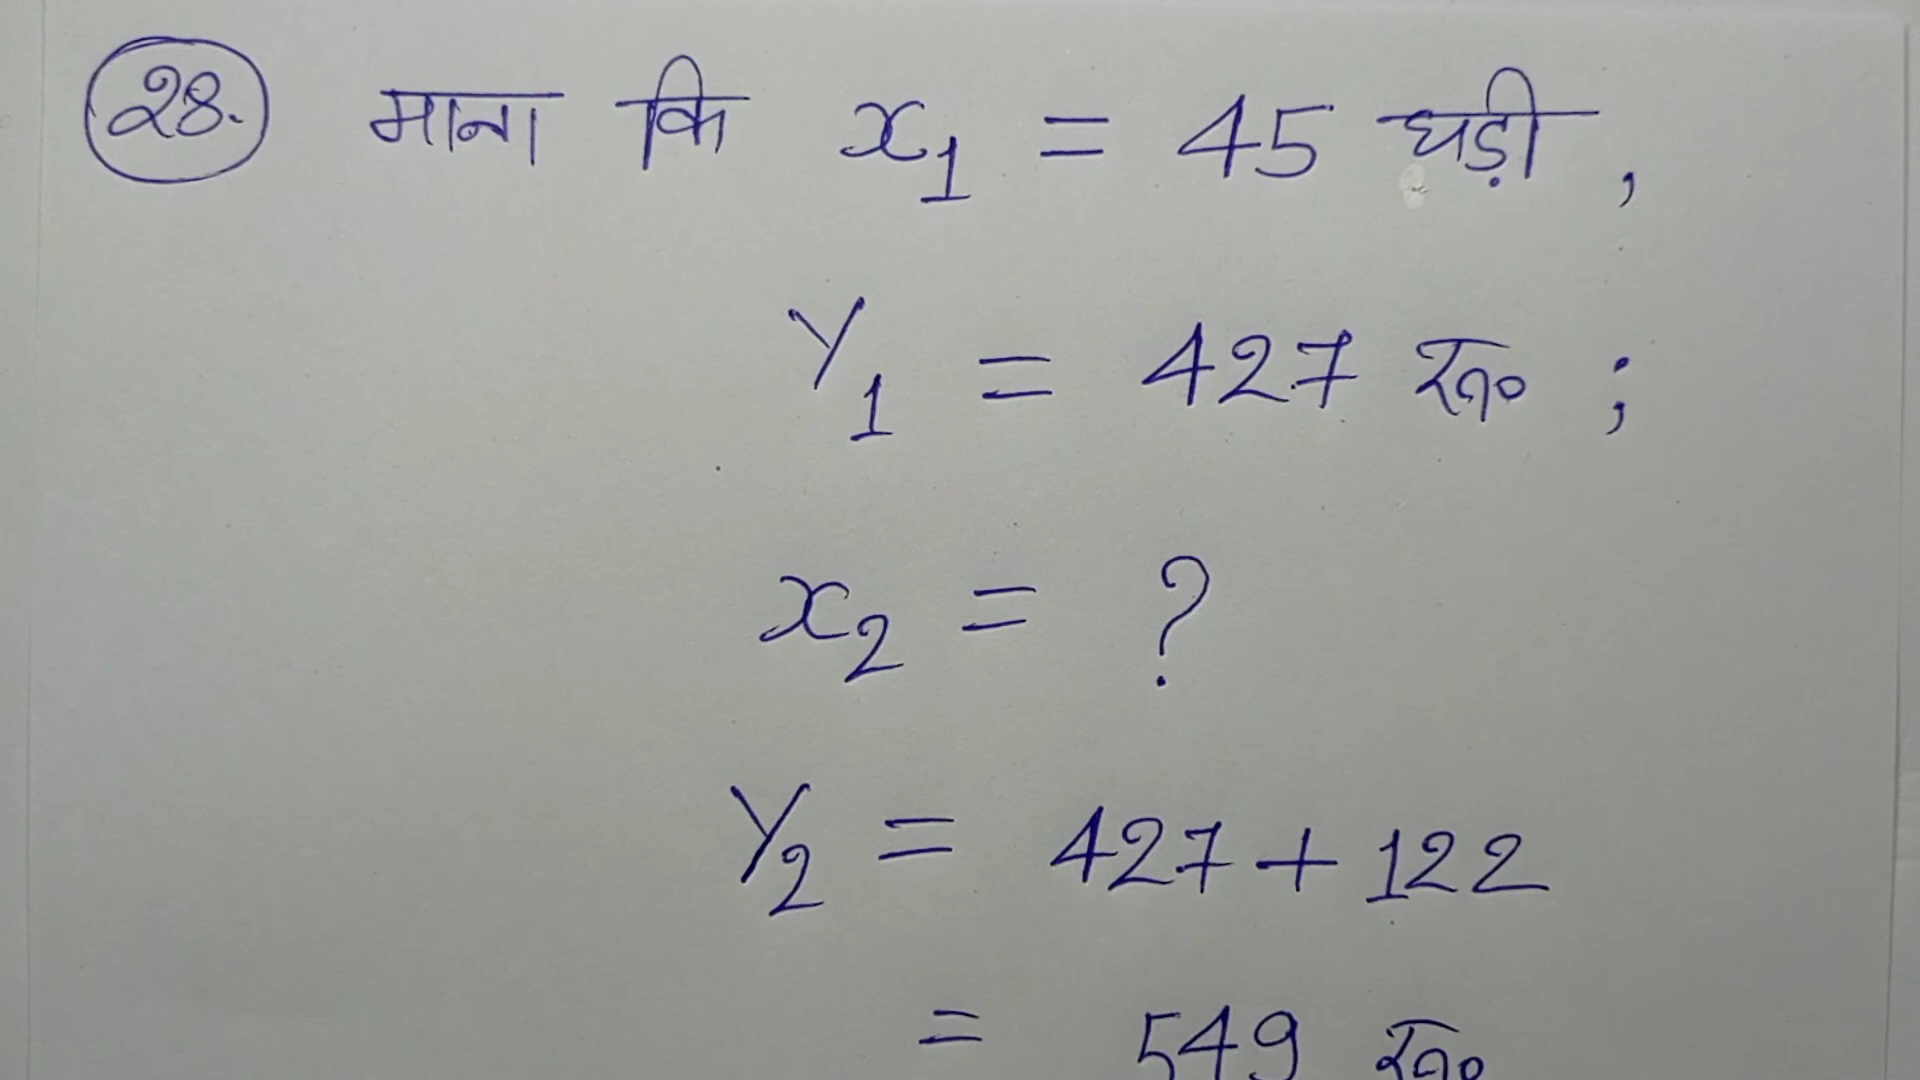 28. माना कि x₁ = 45 घड़ी ,
Y₁ = 427 रू० ;
x₂ = ?
Y₂ = 427 + 122
= 549 रू०